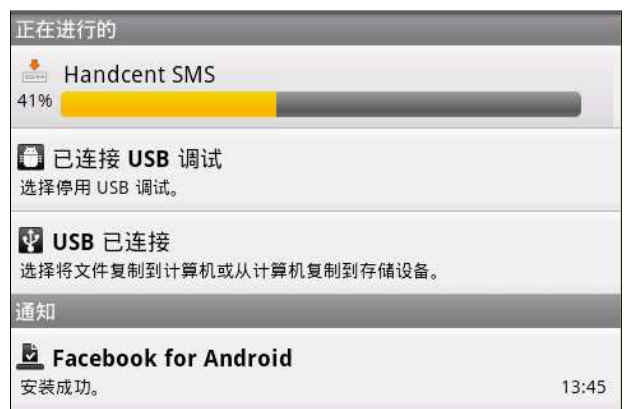 正在进行的
Handcent SMS
41%
已连接 USB 调试
选择停用 USB 调试。
USB 已连接
选择将文件复制到计算机或从计算机复制到存储设备。
通知
Facebook for Android
安装成功。 13:45